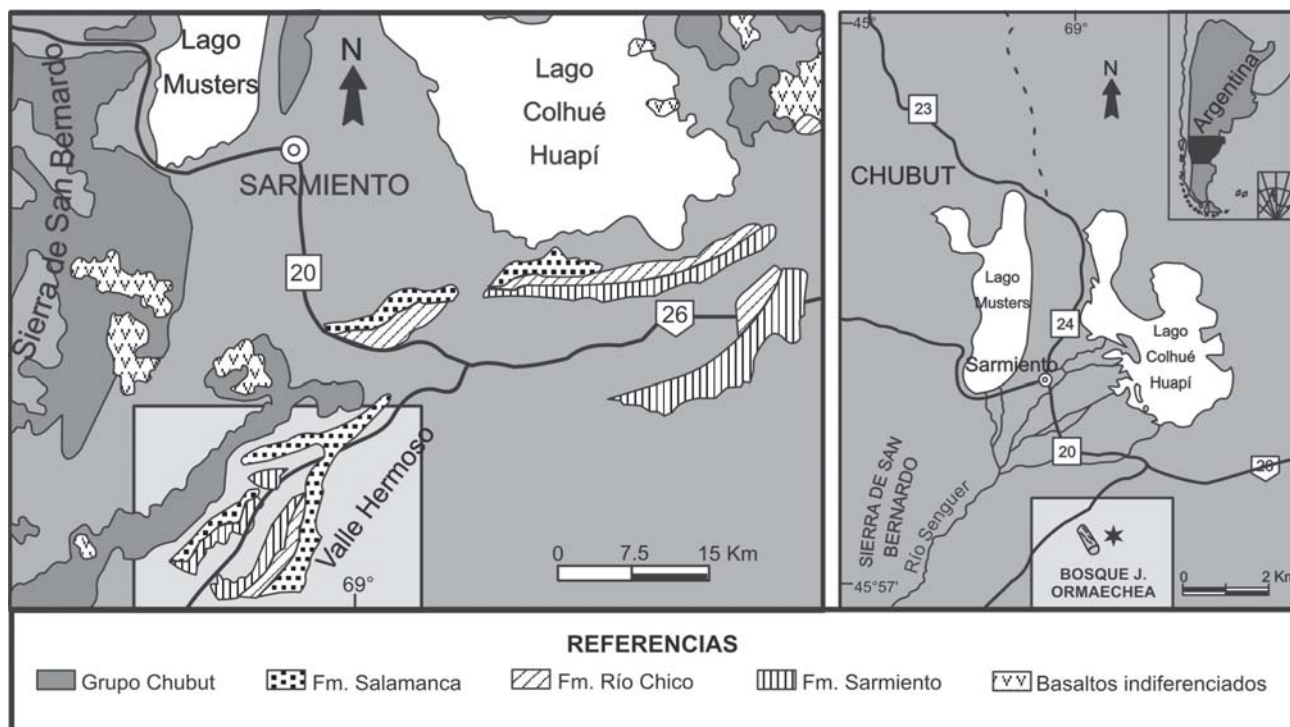 Lago
Musters
N
Lago
Colhué
Huapí
SARMIENTO
Sierra de San Bernardo
20
26
Valle Hermoso
0 7.5 15 Km
69°
45°
69°
N
Argentina
23
CHUBUT
Lago
Musters
24
Lago
Colhué
Huapí
Sarmiento
20
26
SIERRA DE SAN
BERNARDO
Río Senguer
45°57'
BOSQUE J.
ORMAECHEA
0 2 Km
REFERENCIAS
Grupo Chubut Fm. Salamanca Fm. Río Chico Fm. Sarmiento Basaltos indiferenciados